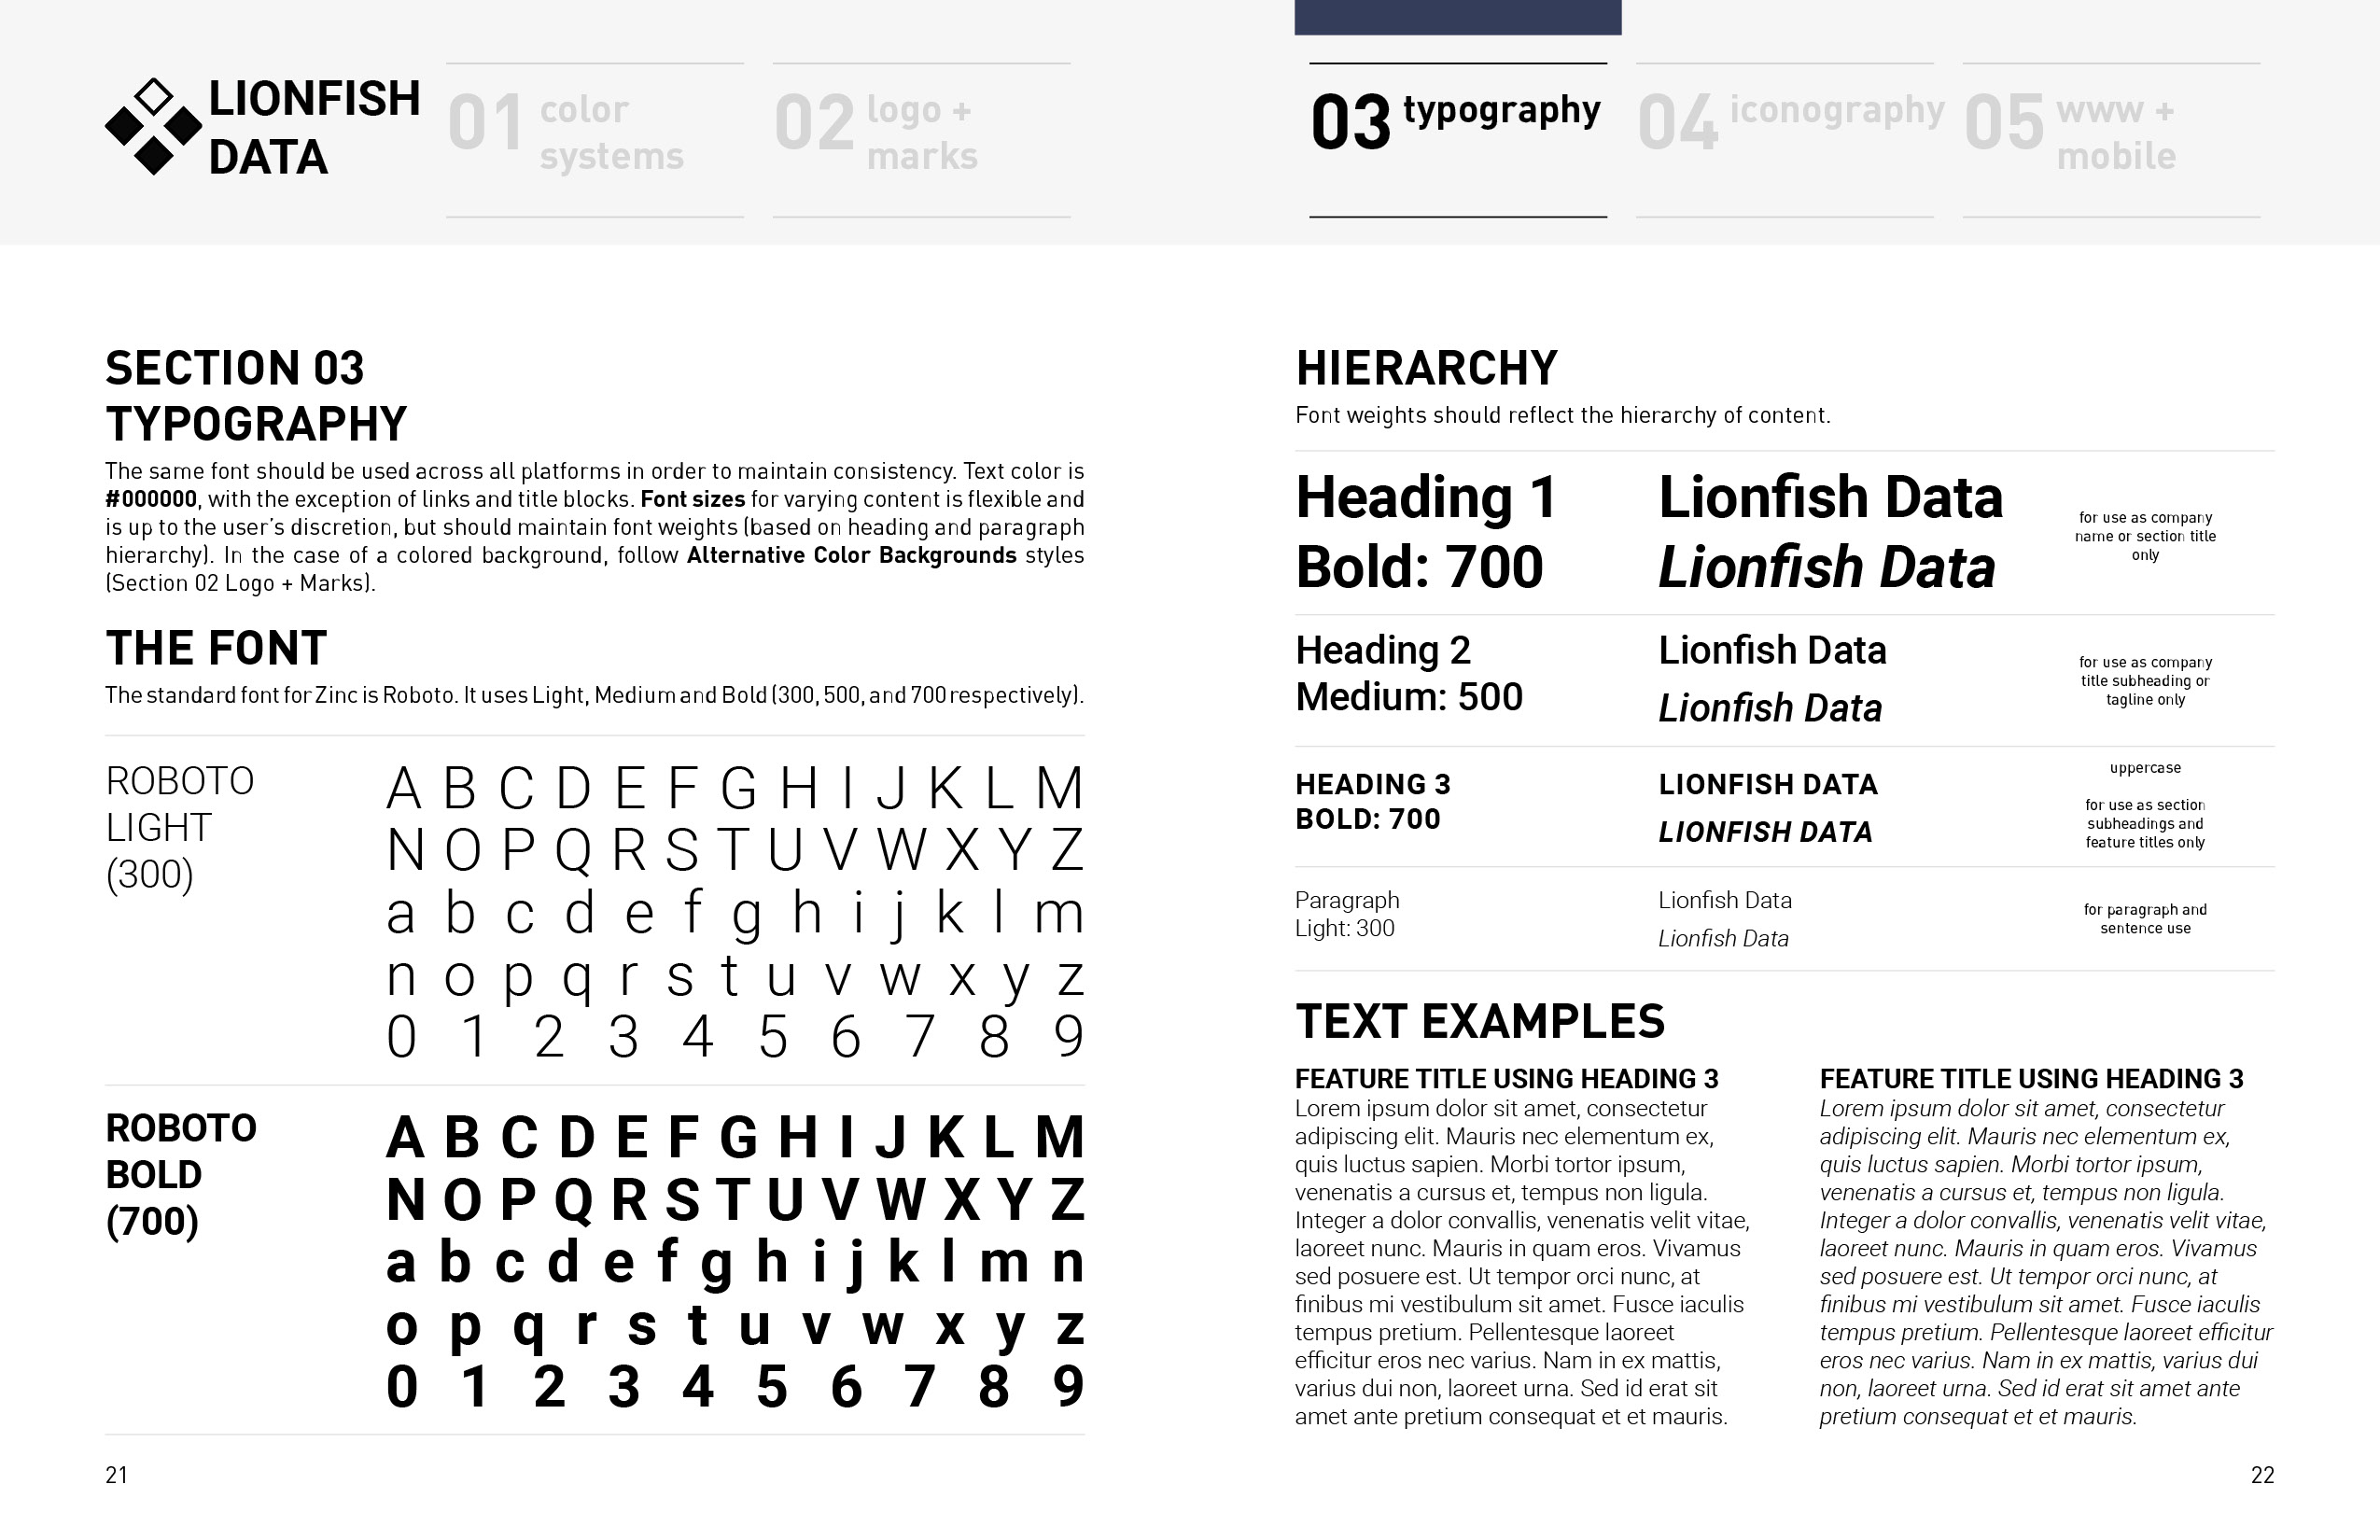 LIONFISH
DATA
01 color
systems
02 logo +
marks
03 typography
04 iconography
05 www +
mobile
SECTION 03
TYPOGRAPHY
The same font should be used across all platforms in order to maintain consistency. Text color is
#000000, with the exception of links and title blocks. Font sizes for varying content is flexible and
is up to the user’s discretion, but should maintain font weights (based on heading and paragraph
hierarchy). In the case of a colored background, follow Alternative Color Backgrounds styles
(Section 02 Logo + Marks).
THE FONT
The standard font for Zinc is Roboto. It uses Light, Medium and Bold (300, 500, and 700 respectively).
ROBOTO
LIGHT
(300)
A B C D E F G H I J K L M
N O P Q R S T U V W X Y Z
a b c d e f g h i j k l m
n o p q r s t u v w x y z
0 1 2 3 4 5 6 7 8 9
ROBOTO
BOLD
(700)
A B C D E F G H I J K L M
N O P Q R S T U V W X Y Z
a b c d e f g h i j k l m n
o p q r s t u v w x y z
0 1 2 3 4 5 6 7 8 9
21
HIERARCHY
Font weights should reflect the hierarchy of content.
Heading 1
Bold: 700
Lionfish Data
Lionfish Data
for use as company
name or section title
only
Heading 2
Medium: 500
Lionfish Data
Lionfish Data
for use as company
title subheading or
tagline only
HEADING 3
BOLD: 700
LIONFISH DATA
LIONFISH DATA
uppercase
for use as section
subheadings and
feature titles only
Paragraph
Light: 300
Lionfish Data
Lionfish Data
for paragraph and
sentence use
TEXT EXAMPLES
FEATURE TITLE USING HEADING 3
Lorem ipsum dolor sit amet, consectetur
adipiscing elit. Mauris nec elementum ex,
quis luctus sapien. Morbi tortor ipsum,
venenatis a cursus et, tempus non ligula.
Integer a dolor convallis, venenatis velit vitae,
laoreet nunc. Mauris in quam eros. Vivamus
sed posuere est. Ut tempor orci nunc, at
finibus mi vestibulum sit amet. Fusce iaculis
tempus pretium. Pellentesque laoreet
efficitur eros nec varius. Nam in ex mattis,
varius dui non, laoreet urna. Sed id erat sit
amet ante pretium consequat et et mauris.
FEATURE TITLE USING HEADING 3
Lorem ipsum dolor sit amet, consectetur
adipiscing elit. Mauris nec elementum ex,
quis luctus sapien. Morbi tortor ipsum,
venenatis a cursus et, tempus non ligula.
Integer a dolor convallis, venenatis velit vitae,
laoreet nunc. Mauris in quam eros. Vivamus
sed posuere est. Ut tempor orci nunc, at
finibus mi vestibulum sit amet. Fusce iaculis
tempus pretium. Pellentesque laoreet efficitur
eros nec varius. Nam in ex mattis, varius dui
non, laoreet urna. Sed id erat sit amet ante
pretium consequat et et mauris.
22